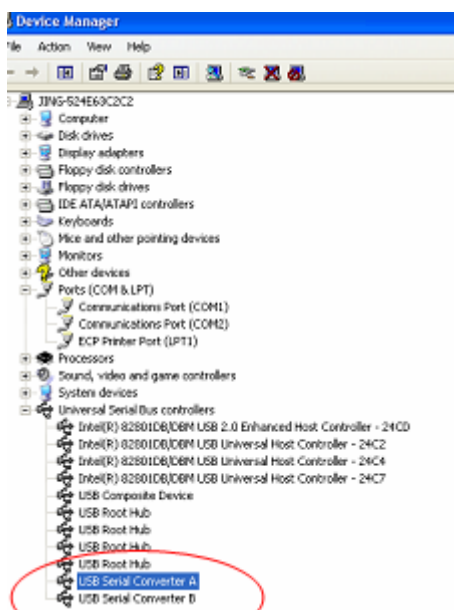 Device Manager
File Action View Help
JING-524E63C2C2
Computer
Disk drives
Display adapters
Floppy disk controllers
Floppy disk drives
IDE ATA/ATAPI controllers
Keyboards
Mice and other pointing devices
Monitors
Other devices
Ports (COM & LPT)
Communications Port (COM1)
Communications Port (COM2)
ECP Printer Port (LPT1)
Processors
Sound, video and game controllers
System devices
Universal Serial Bus controllers
Intel(R) 82801DB/DBM USB 2.0 Enhanced Host Controller - 24CD
Intel(R) 82801DB/DBM USB Universal Host Controller - 24C2
Intel(R) 82801DB/DBM USB Universal Host Controller - 24C4
Intel(R) 82801DB/DBM USB Universal Host Controller - 24C7
USB Composite Device
USB Root Hub
USB Root Hub
USB Root Hub
USB Root Hub
USB Serial Converter A
USB Serial Converter B